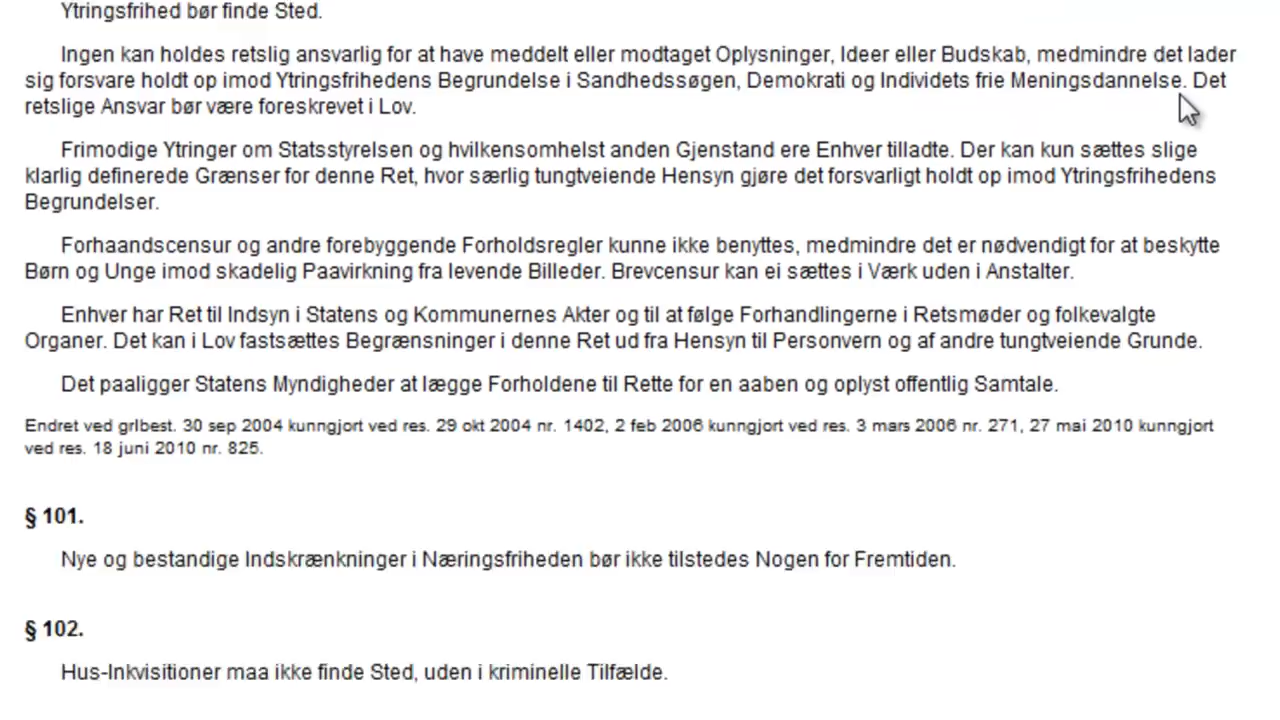 Ytringsfrihed bør finde Sted.
Ingen kan holdes retslig ansvarlig for at have meddelt eller modtaget Oplysninger, Ideer eller Budskab, medmindre det lader
sig forsvare holdt op imod Ytringsfrihedens Begrundelse i Sandhedssøgen, Demokrati og Individets frie Meningsdannelse. Det
retslige Ansvar bør være foreskrevet i Lov.
Frimodige Ytringer om Statsstyrelsen og hvilkensomhelst anden Gjenstand ere Enhver tilladte. Der kan kun sættes slige
klarlig definerede Grænser for denne Ret, hvor særlig tungtveiende Hensyn gjøre det forsvarligt holdt op imod Ytringsfrihedens
Begrundelser.
Forhaandscensur og andre forebyggende Forholdsregler kunne ikke benyttes, medmindre det er nødvendigt for at beskytte
Børn og Unge imod skadelig Paavirkning fra levende Billeder. Brevcensur kan ei sættes i Værk uden i Anstalter.
Enhver har Ret til Indsyn i Statens og Kommunernes Akter og til at følge Forhandlingerne i Retsmøder og folkevalgte
Organer. Det kan i Lov fastsættes Begrænsninger i denne Ret ud fra Hensyn til Personvern og af andre tungtveiende Grunde.
Det paaligger Statens Myndigheder at lægge Forholdene til Rette for en aaben og oplyst offentlig Samtale.
Endret ved grlbest. 30 sep 2004 kunngjort ved res. 29 okt 2004 nr. 1402, 2 feb 2006 kunngjort ved res. 3 mars 2006 nr. 271, 27 mai 2010 kunngjort
ved res. 18 juni 2010 nr. 825.
§ 101.
Nye og bestandige Indskrænkninger i Næringsfriheden bør ikke tilstedes Nogen for Fremtiden.
§ 102.
Hus-Inkvisitioner maa ikke finde Sted, uden i kriminelle Tilfælde.